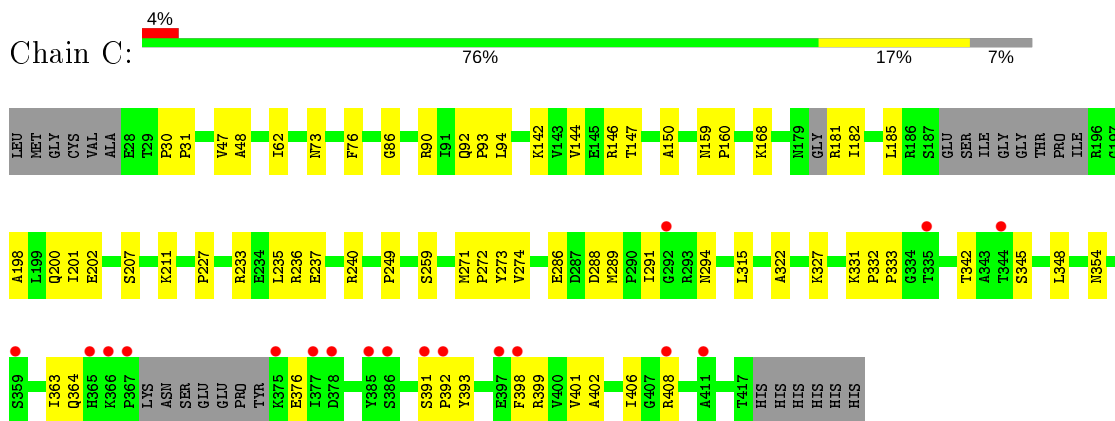 4%
Chain C:
76% 17% 7%
LEU MET GLY CYS VAL ALA E28 T29 P30 P31 V47 A48 I62 N73 F76 G86 R90 I91 Q92 P93 L94 K142 V143 V144 E145 R146 T147 A150 N159 P160 K168 N179 GLY R181 I182 L185 R186 S187 GLU SER ILE GLY GLY THR PRO ILE R196 G197
A198 L199 Q200 I201 E202 S207 K211 P227 R233 E234 L235 R236 E237 R240 P249 S259 M271 P272 Y273 V274 E286 D287 D288 M289 P290 I291 G292 R293 N294 L315 A322 K327 K331 P332 P333 G334 T335 T342 A343 T344 S345 L348 N354
S359 I363 Q364 H365 K366 P367 LYS ASN SER GLU GLU PRO TYR K375 E376 I377 D378 Y385 S386 S391 P392 Y393 E397 F398 R399 V400 V401 A402 I406 G407 R408 A411 T417 HIS HIS HIS HIS HIS HIS